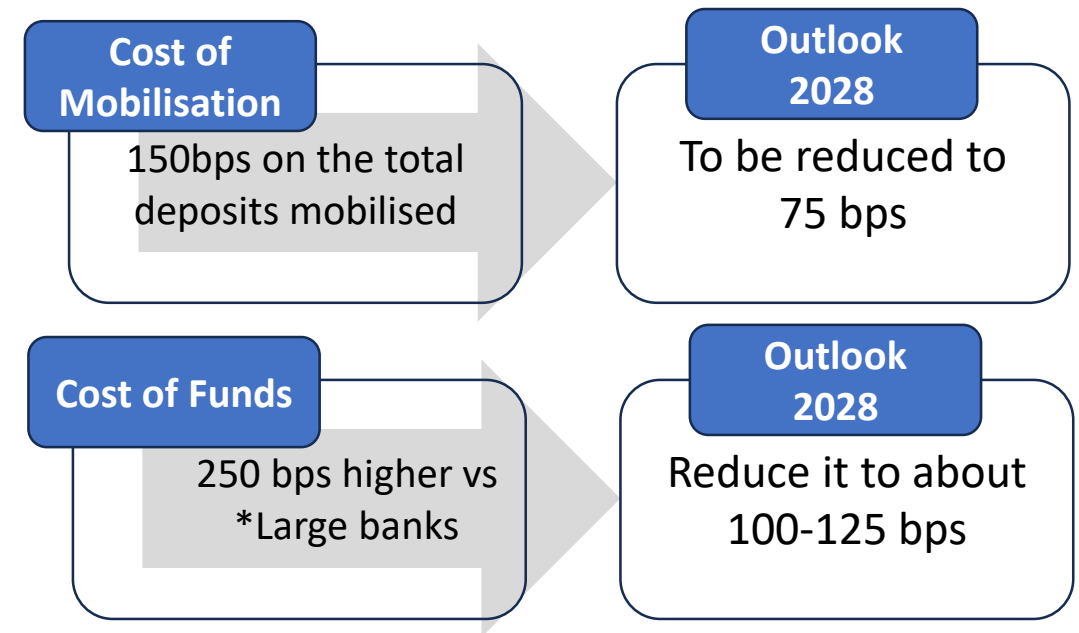 Cost of
Mobilisation
150bps on the total
deposits mobilised
Outlook
2028
To be reduced to
75 bps
Cost of Funds
250 bps higher vs
*Large banks
Outlook
2028
Reduce it to about
100-125 bps